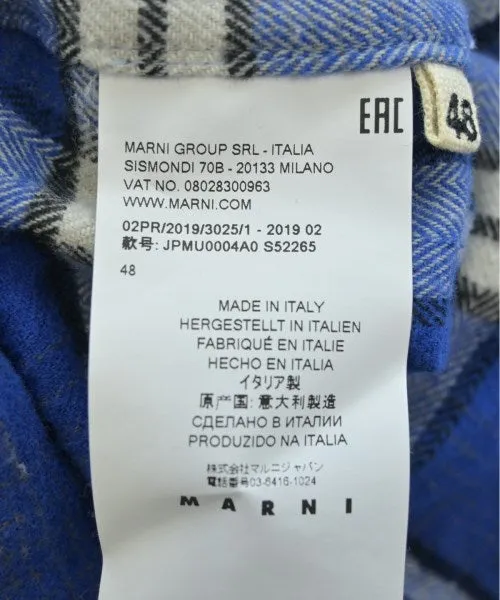 EAC
48
MARNI GROUP SRL - ITALIA
SISMONDI 70B - 20133 MILANO
VAT NO. 08028300963
WWW.MARNI.COM
02PR/2019/3025/1 - 2019 02
款号: JPMU0004A0 S52265
48
MADE IN ITALY
HERGESTELLT IN ITALIEN
FABRIQUÉ EN ITALIE
HECHO EN ITALIA
イタリア製
原产国: 意大利製造
СДЕЛАНО В ИТАЛИИ
PRODUZIDO NA ITALIA
株式会社マルニジャパン
電話番号03-6416-1024
MARNI